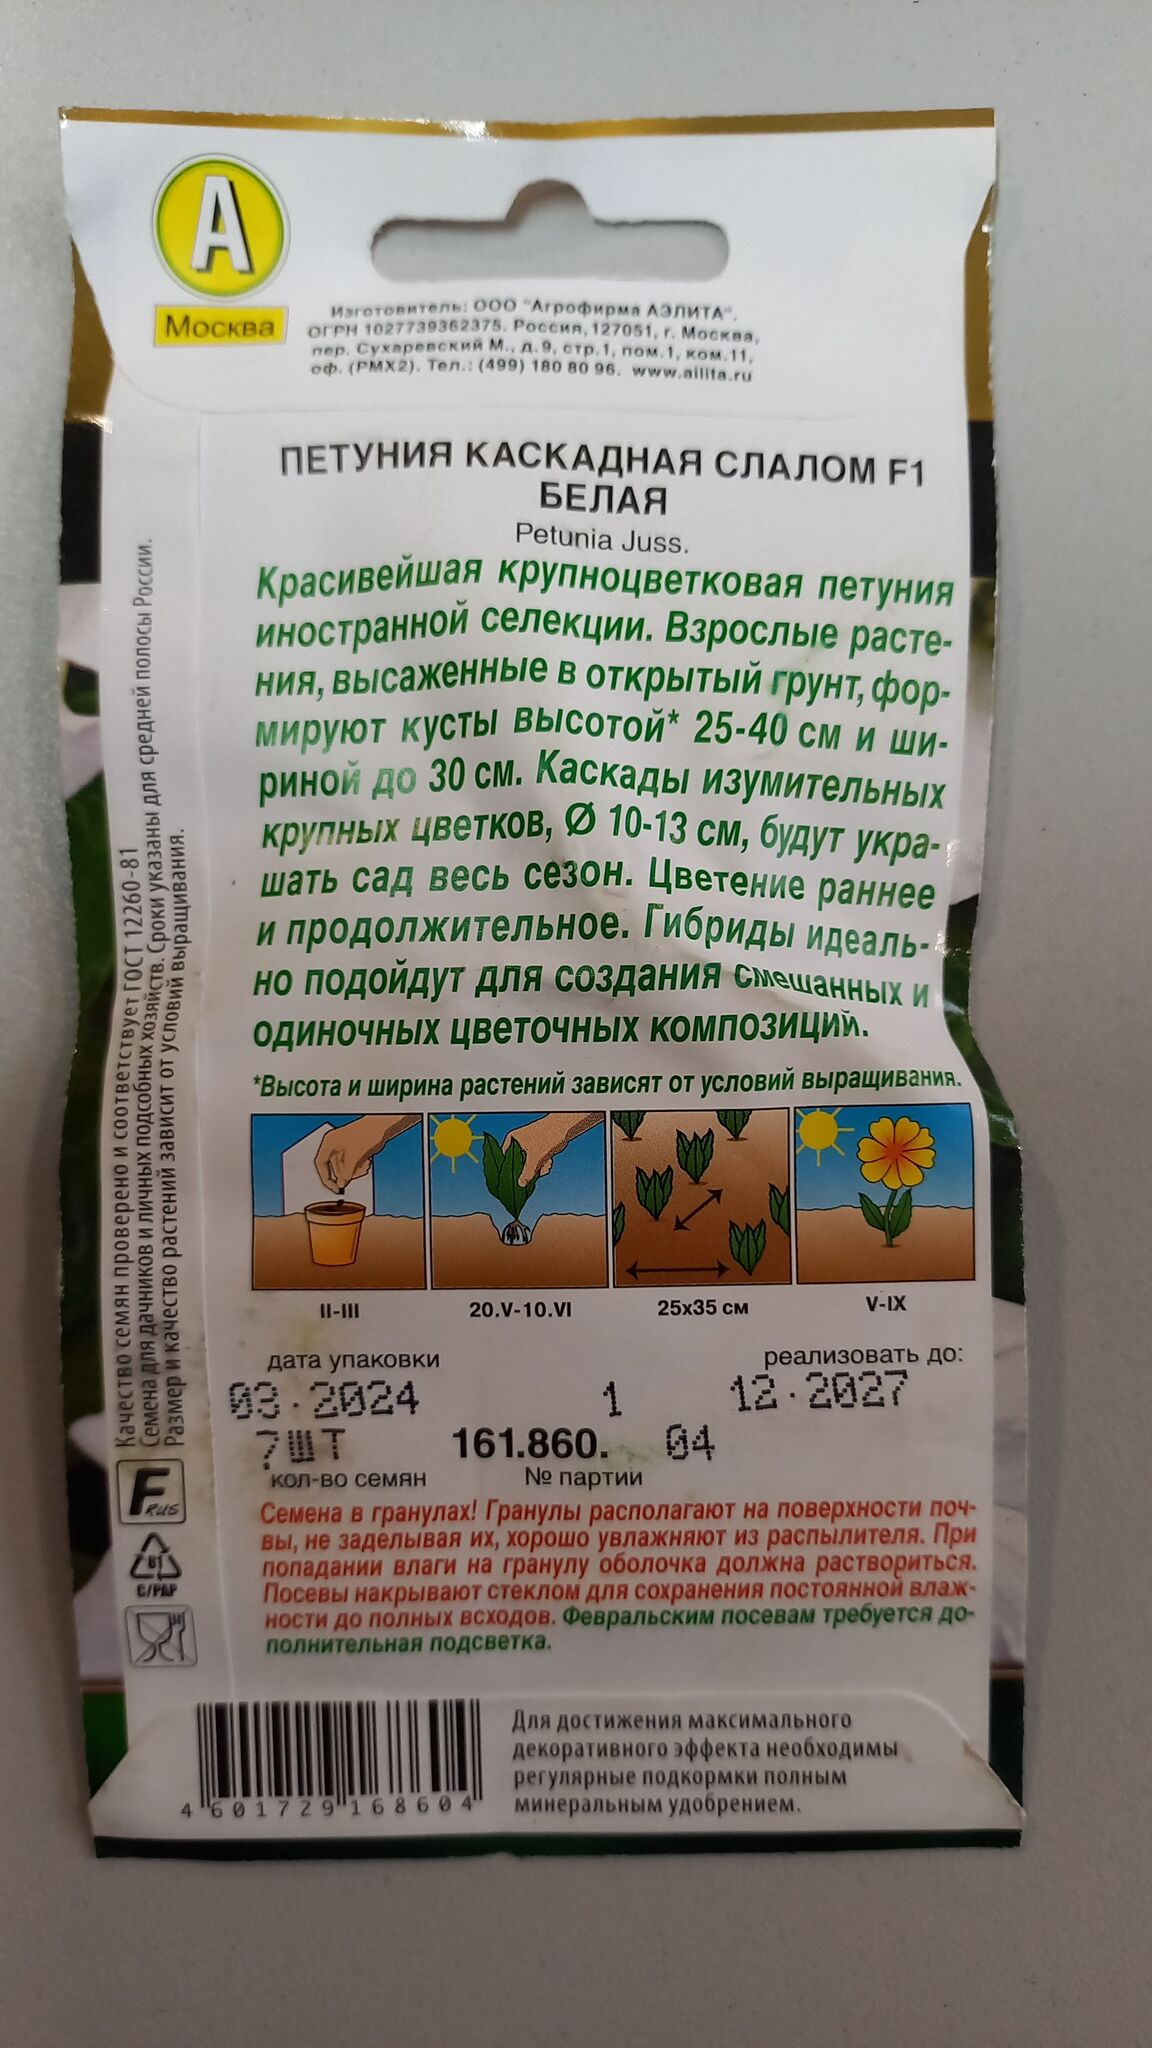 А
Москва
Изготовитель: ООО "Агрофирма АЭЛИТА".
ОГРН 1027739362375. Россия, 127051, г. Москва,
пер. Сухаревский М., д.9, стр.1, пом.1, ком.11,
оф. (РМХ2). Тел.: (499) 180 80 96. www.ailita.ru
ПЕТУНИЯ КАСКАДНАЯ СЛАЛОМ F1
БЕЛАЯ
Petunia Juss.
Красивейшая крупноцветковая петуния
иностранной селекции. Взрослые расте-
ния, высаженные в открытый грунт, фор-
мируют кусты высотой* 25-40 см и ши-
риной до 30 см. Каскады изумительных
крупных цветков, Ø 10-13 см, будут укра-
шать сад весь сезон. Цветение раннее
и продолжительное. Гибриды идеаль-
но подойдут для создания смешанных и
одиночных цветочных композиций.
*Высота и ширина растений зависят от условий выращивания.
II-III 20.V-10.VI 25х35 см V-IX
дата упаковки реализовать до:
03.2024 1 12.2027
7ШТ 161.860. 04
кол-во семян № партии
Семена в гранулах! Гранулы располагают на поверхности поч-
вы, не заделывая их, хорошо увлажняют из распылителя. При
попадании влаги на гранулу оболочка должна раствориться.
Посевы накрывают стеклом для сохранения постоянной влаж-
ности до полных всходов. Февральским посевам требуется до-
полнительная подсветка.
Качество семян проверено и соответствует ГОСТ 12260-81
Семена для дачников и личных подсобных хозяйств. Сроки указаны для средней полосы России.
Размер и качество растений зависит от условий выращивания.
F RUS
81
C/PAP
4 601729 168604
Для достижения максимального
декоративного эффекта необходимы
регулярные подкормки полным
минеральным удобрением.